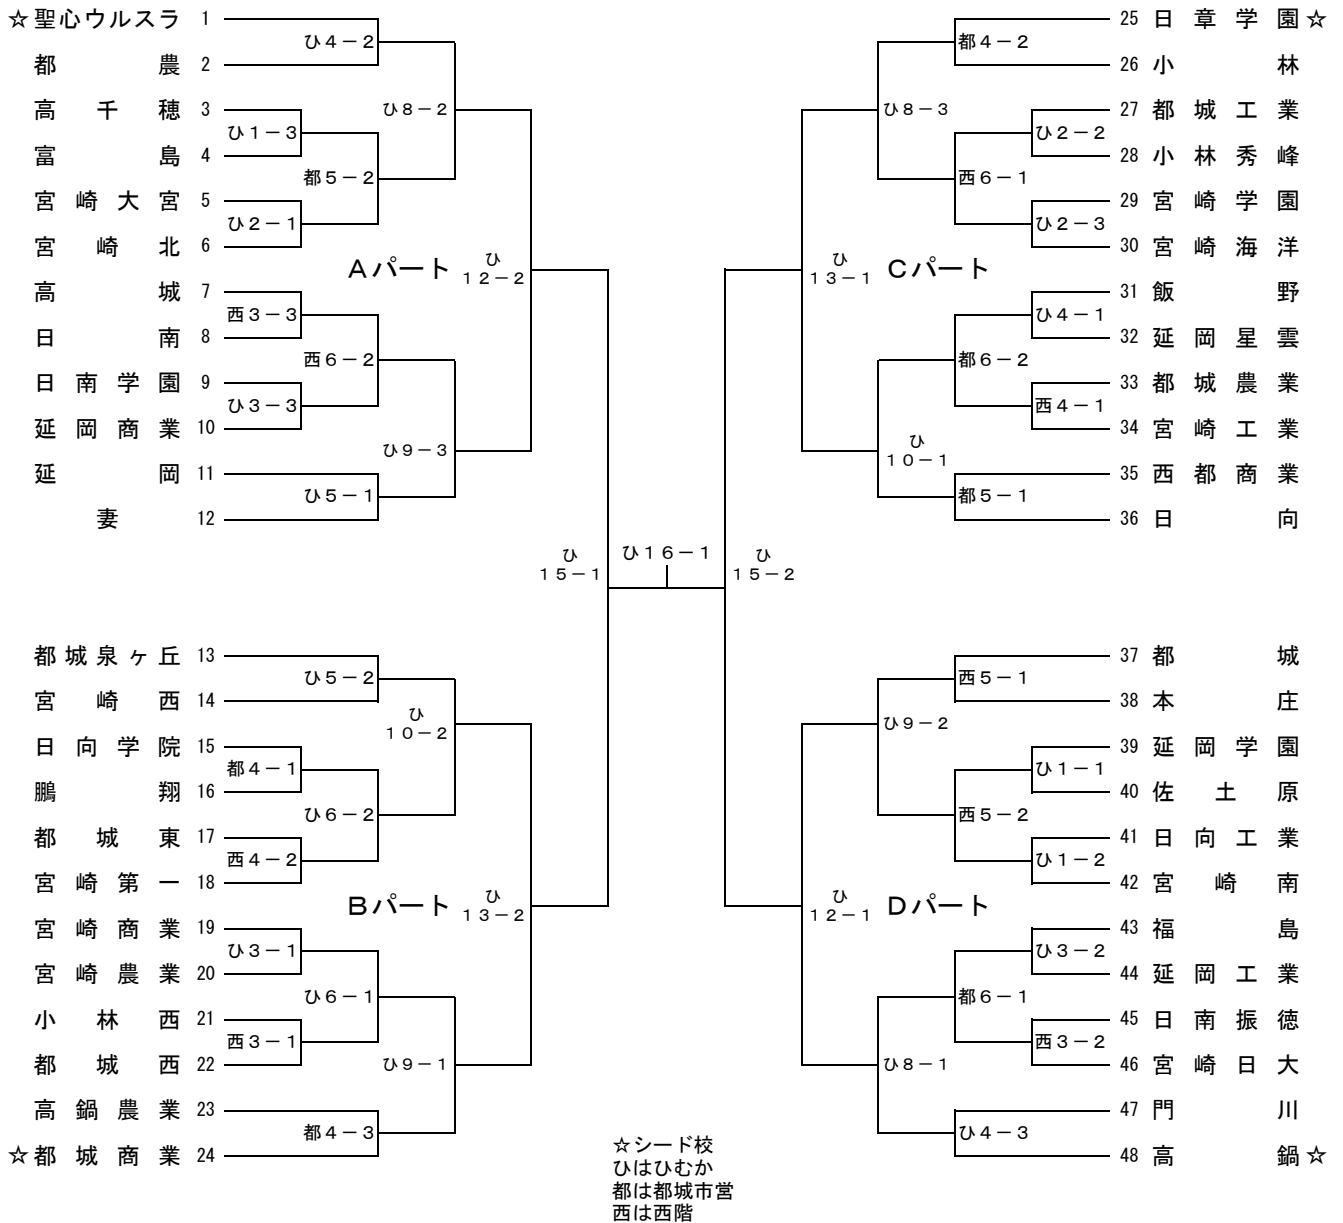 ☆聖心ウルスラ 1
ひ4－2
都農 2
高千穂 3
ひ1－3
富島 4
ひ8－2
都5－2
宮崎大宮 5
ひ2－1
宮崎北 6
Aパート
ひ
12－2
高城 7
西3－3
日南 8
西6－2
日南学園 9
ひ3－3
延岡商業 10
ひ9－3
延岡 11
ひ5－1
妻 12
ひ
15－1
ひ16－1
ひ
15－2
都城泉ヶ丘 13
ひ5－2
宮崎西 14
ひ
10－2
日向学院 15
都4－1
鵬翔 16
ひ6－2
都城東 17
西4－2
宮崎第一 18
Bパート
ひ
13－2
宮崎商業 19
ひ3－1
宮崎農業 20
ひ6－1
小林西 21
西3－1
都城西 22
ひ9－1
高鍋農業 23
都4－3
☆都城商業 24
25 日章学園☆
都4－2
26 小林
ひ8－3
27 都城工業
ひ2－2
28 小林秀峰
西6－1
29 宮崎学園
ひ2－3
30 宮崎海洋
ひ
13－1
Cパート
31 飯野
ひ4－1
32 延岡星雲
都6－2
33 都城農業
西4－1
34 宮崎工業
ひ
10－1
35 西都商業
都5－1
36 日向
37 都城
西5－1
38 本庄
ひ9－2
39 延岡学園
ひ1－1
40 佐土原
西5－2
41 日向工業
ひ1－2
42 宮崎南
ひ
12－1
Dパート
43 福島
ひ3－2
44 延岡工業
都6－1
45 日南振徳
西3－2
46 宮崎日大
ひ8－1
47 門川
ひ4－3
48 高鍋☆
☆シード校
ひはひむか
都は都城市営
西は西階